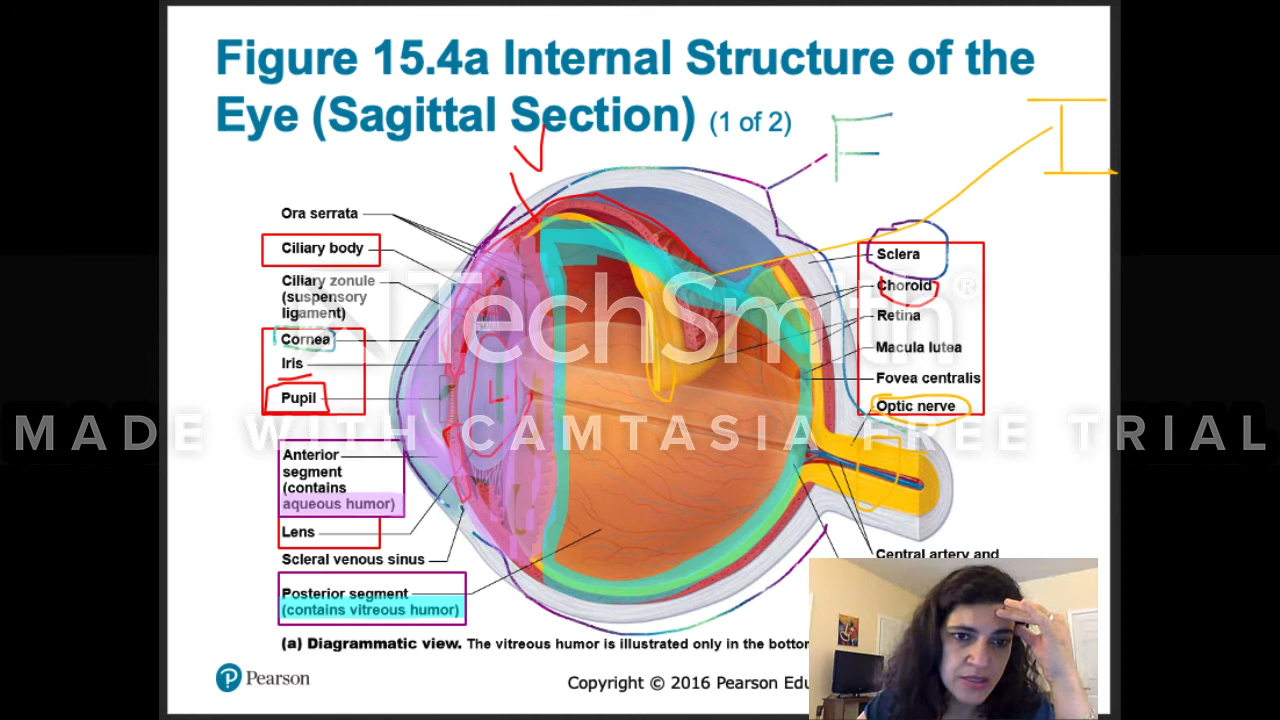 Figure 15.4a Internal Structure of the
Eye (Sagittal Section) (1 of 2)
F
I
V
Ora serrata
Ciliary body
Ciliary zonule
(suspensory
ligament)
Cornea
Iris
Pupil
Anterior
segment
(contains
aqueous humor)
Lens
Scleral venous sinus
Posterior segment
(contains vitreous humor)
Sclera
Choroid
Retina
Macula lutea
Fovea centralis
Optic nerve
Central artery and
L
TechSmith®
MADE WITH CAMTASIA FREE TRIAL
(a) Diagrammatic view. The vitreous humor is illustrated only in the bottom
P Pearson
Copyright © 2016 Pearson Edu